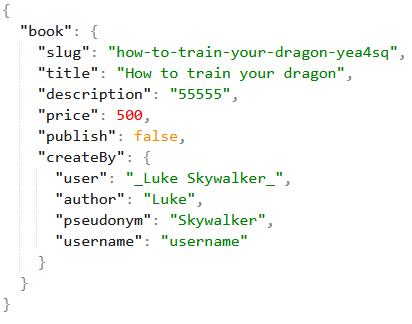 {
  "book": {
    "slug": "how-to-train-your-dragon-yea4sq",
    "title": "How to train your dragon",
    "description": "55555",
    "price": 500,
    "publish": false,
    "createBy": {
      "user": "_Luke Skywalker_",
      "author": "Luke",
      "pseudonym": "Skywalker",
      "username": "username"
    }
  }
}